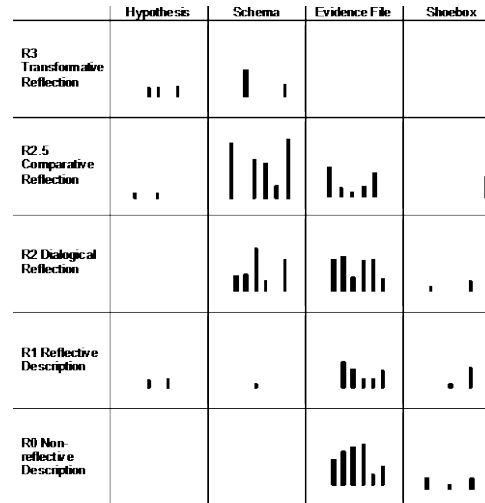 Hypothesis Schema Evidence File Shoebox
R3
Transformative
Reflection
R2.5
Comparative
Reflection
R2 Dialogical
Reflection
R1 Reflective
Description
R0 Non-
reflective
Description